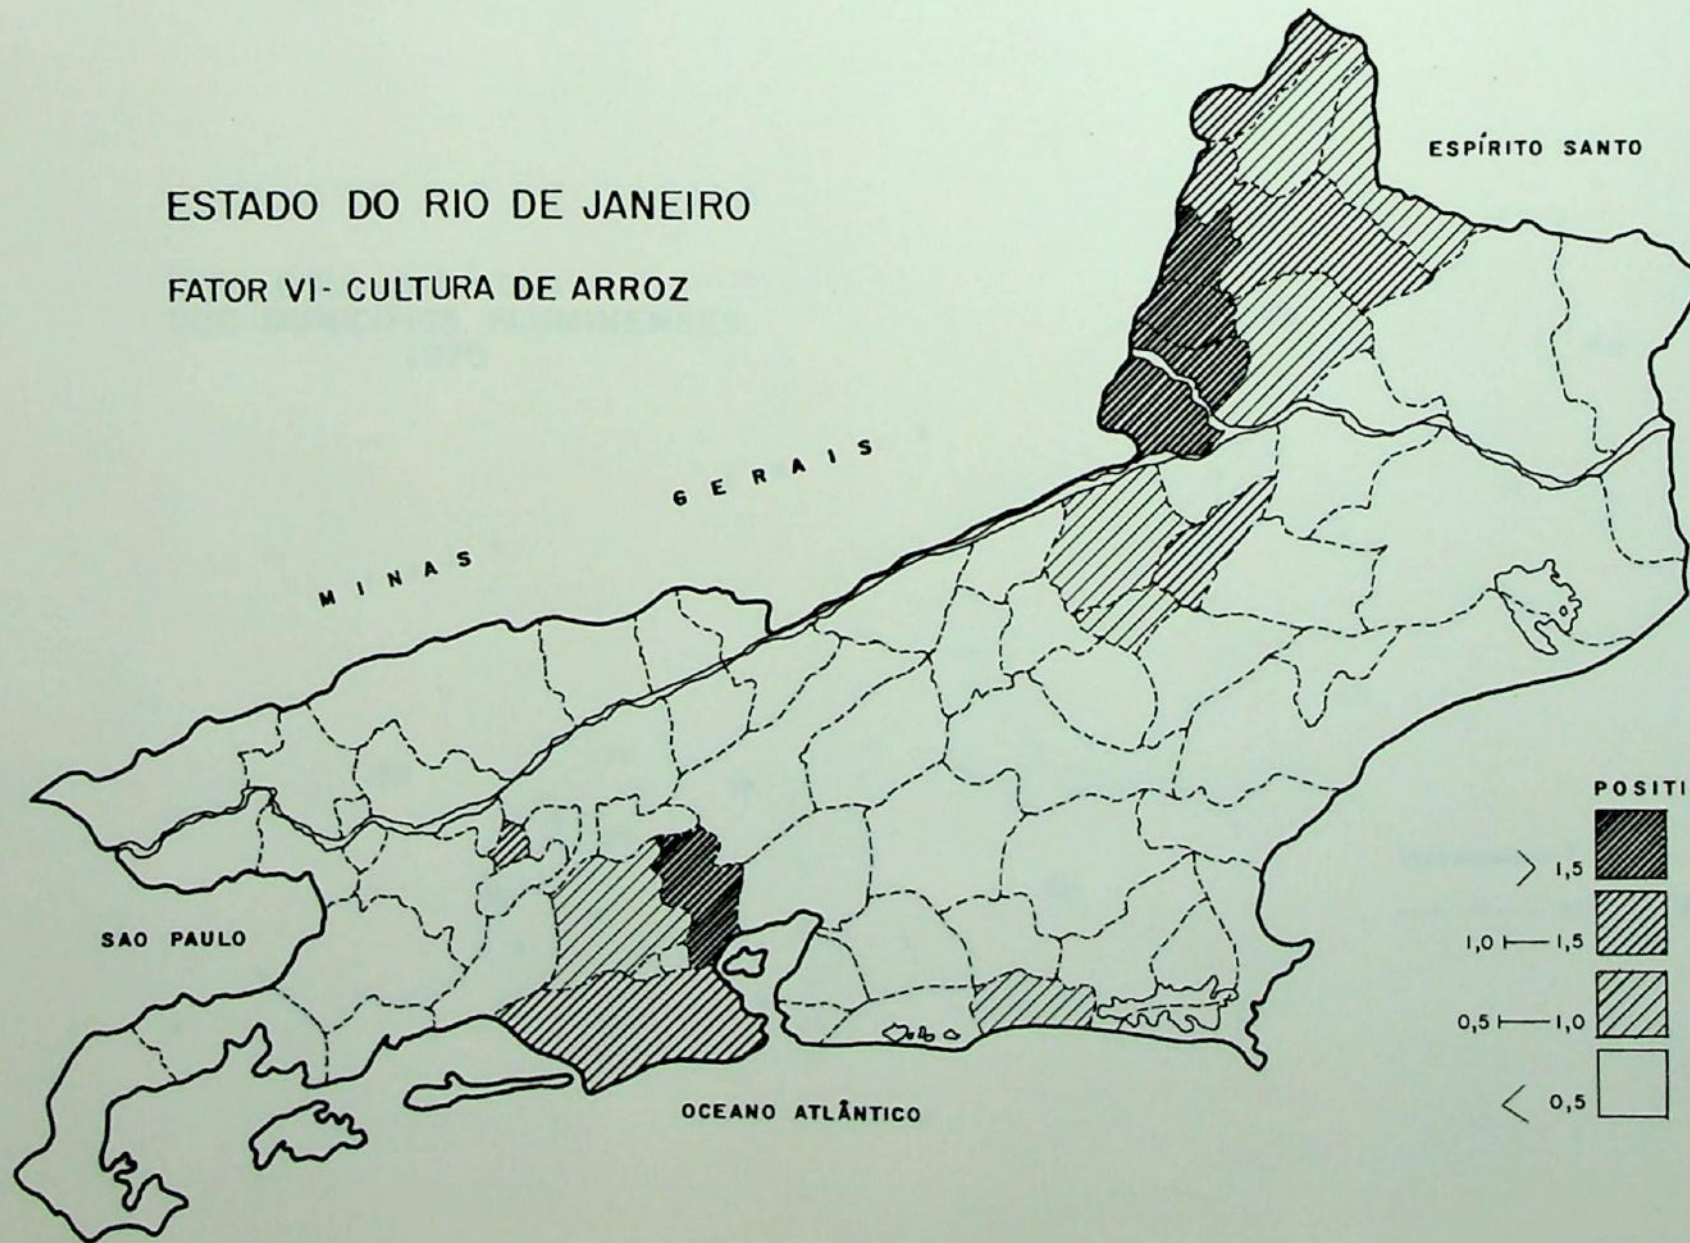 ESTADO DO RIO DE JANEIRO
FATOR VI - CULTURA DE ARROZ
ESPÍRITO SANTO
MINAS GERAIS
SAO PAULO
OCEANO ATLÂNTICO
POSITI
> 1,5
1,0 ⊢ 1,5
0,5 ⊢ 1,0
< 0,5